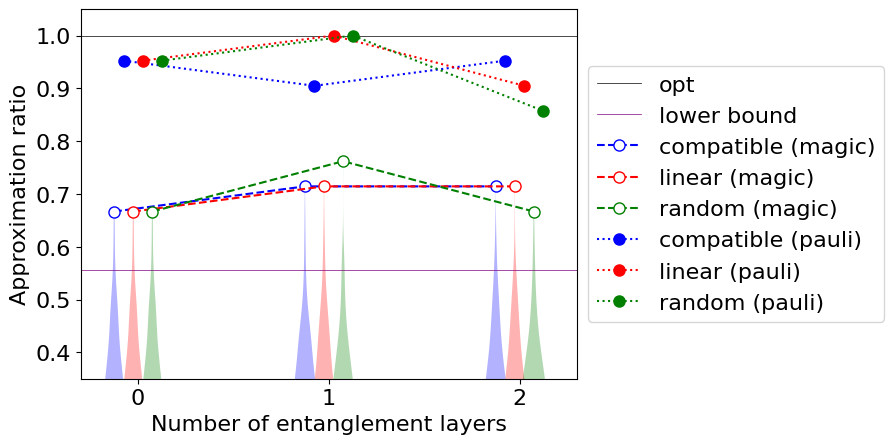 1.0
0.9
0.8
0.7
0.6
0.5
0.4
Approximation ratio
0 1 2
Number of entanglement layers
opt
lower bound
compatible (magic)
linear (magic)
random (magic)
compatible (pauli)
linear (pauli)
random (pauli)